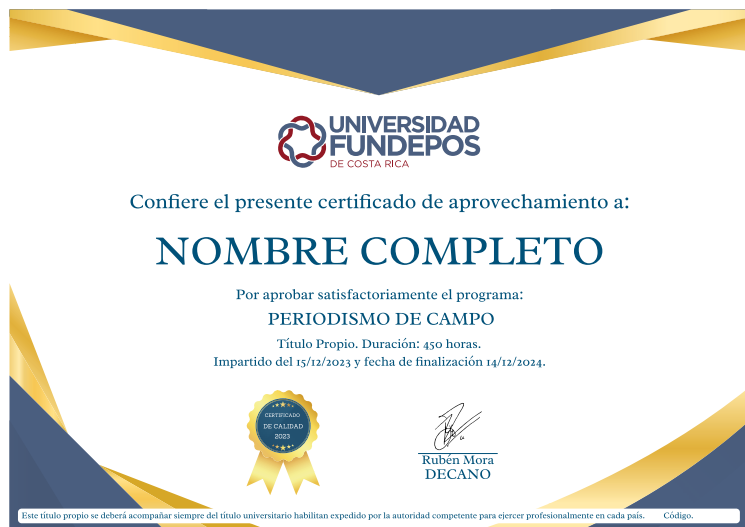 UNIVERSIDAD
FUNDEPOS
DE COSTA RICA
Confiere el presente certificado de aprovechamiento a:
NOMBRE COMPLETO
Por aprobar satisfactoriamente el programa:
PERIODISMO DE CAMPO
Título Propio. Duración: 450 horas.
Impartido del 15/12/2023 y fecha de finalización 14/12/2024.
CERTIFICADO
DE CALIDAD
2023
Rubén Mora
DECANO
Este título propio se deberá acompañar siempre del título universitario habilitan expedido por la autoridad competente para ejercer profesionalmente en cada país. Código.